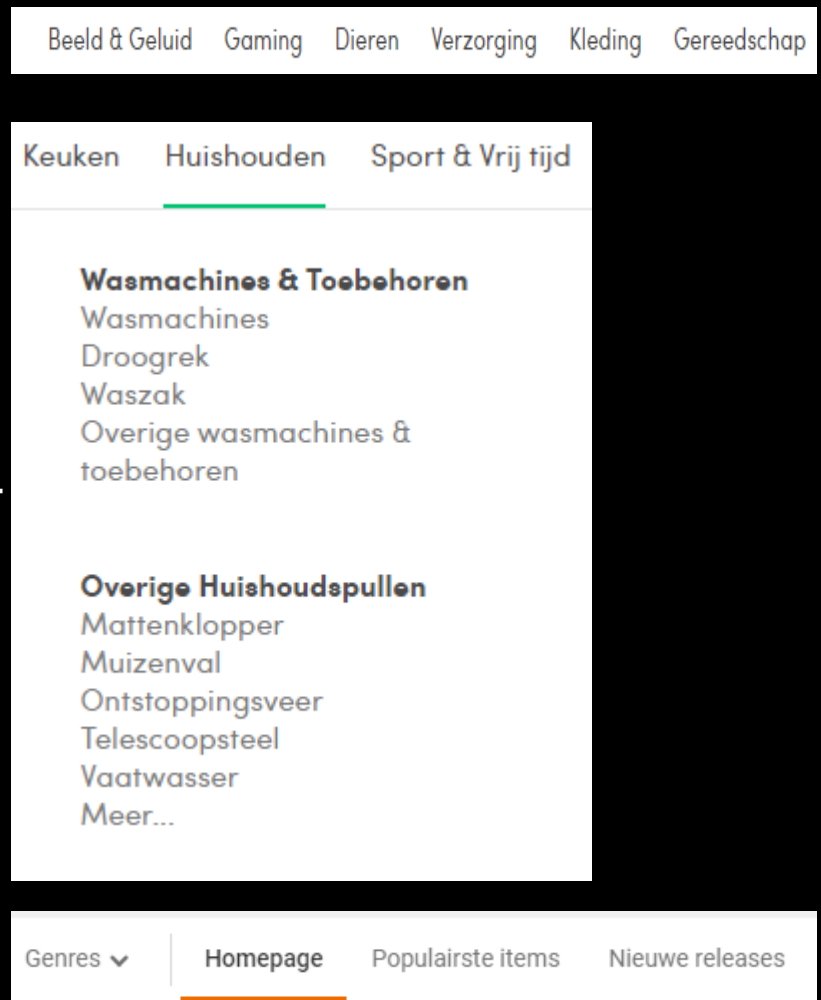 Beeld & Geluid Gaming Dieren Verzorging Kleding Gereedschap
Keuken Huishouden Sport & Vrij tijd
Wasmachines & Toebehoren
Wasmachines
Droogrek
Waszak
Overige wasmachines &
toebehoren
Overige Huishoudspullen
Mattenklopper
Muizenval
Ontstoppingsveer
Telescoopsteel
Vaatwasser
Meer...
Genres Homepage Populairste items Nieuwe releases